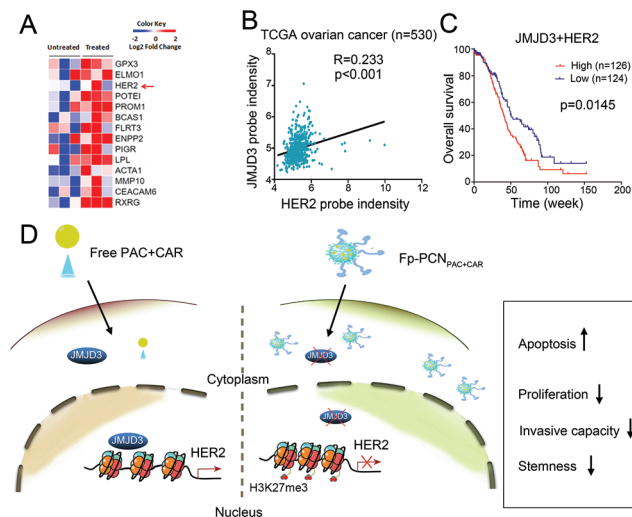 A
Color Key
-2 0 2
Log2 Fold Change
Untreated Treated
GPX3
ELMO1
HER2
POTEI
PROM1
BCAS1
FLRT3
ENPP2
PIGR
LPL
ACTA1
MMP10
CEACAM6
RXRG
B
TCGA ovarian cancer (n=530)
R=0.233
p<0.001
JMJD3 probe indensity
8
7
6
5
4
4 6 8 10
HER2 probe indensity
C
JMJD3+HER2
High (n=126)
Low (n=124)
p=0.0145
Overall survival
100
80
60
40
20
0
0 50 100 150 200
Time (week)
D
Free PAC+CAR
Fp-PCNPAC+CAR
JMJD3
JMJD3
Cytoplasm
JMJD3
JMJD3
HER2
HER2
H3K27me3
Nucleus
Apoptosis
Proliferation
Invasive capacity
Stemness